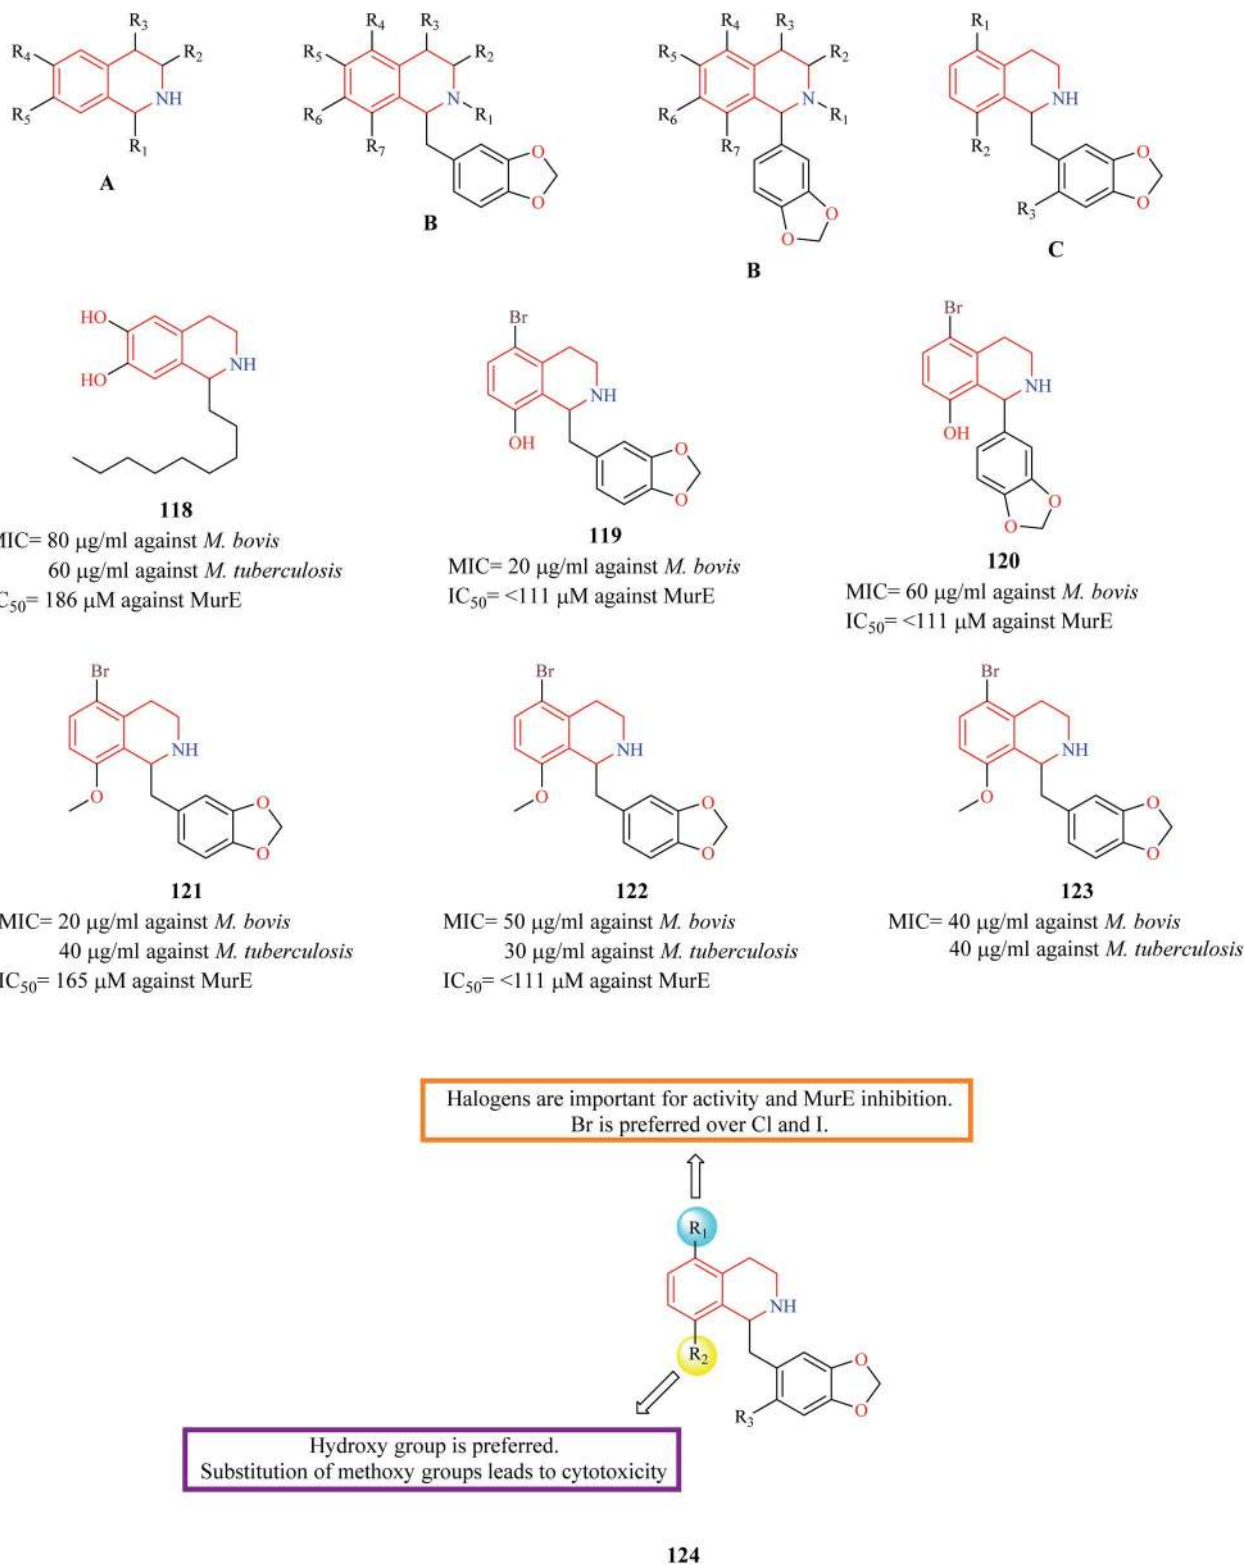 R3
R4
R2
NH
R5
R1
A
R4
R3
R5
R2
N
R6
R1
R7
O
O
B
R4
R3
R5
R2
N
R6
R1
R7
O
O
B
R1
NH
R2
O
O
R3
C
HO
HO
NH
118
MIC= 80 μg/ml against M. bovis
60 μg/ml against M. tuberculosis
C50= 186 μM against MurE
Br
NH
OH
O
O
119
MIC= 20 μg/ml against M. bovis
IC50= <111 μM against MurE
Br
NH
OH
O
O
120
MIC= 60 μg/ml against M. bovis
IC50= <111 μM against MurE
Br
NH
O
O
O
121
MIC= 20 μg/ml against M. bovis
40 μg/ml against M. tuberculosis
IC50= 165 μM against MurE
Br
NH
O
O
O
122
MIC= 50 μg/ml against M. bovis
30 μg/ml against M. tuberculosis
IC50= <111 μM against MurE
Br
NH
O
O
O
123
MIC= 40 μg/ml against M. bovis
40 μg/ml against M. tuberculosis
Halogens are important for activity and MurE inhibition.
Br is preferred over Cl and I.
R1
NH
R2
O
O
R3
Hydroxy group is preferred.
Substitution of methoxy groups leads to cytotoxicity
124